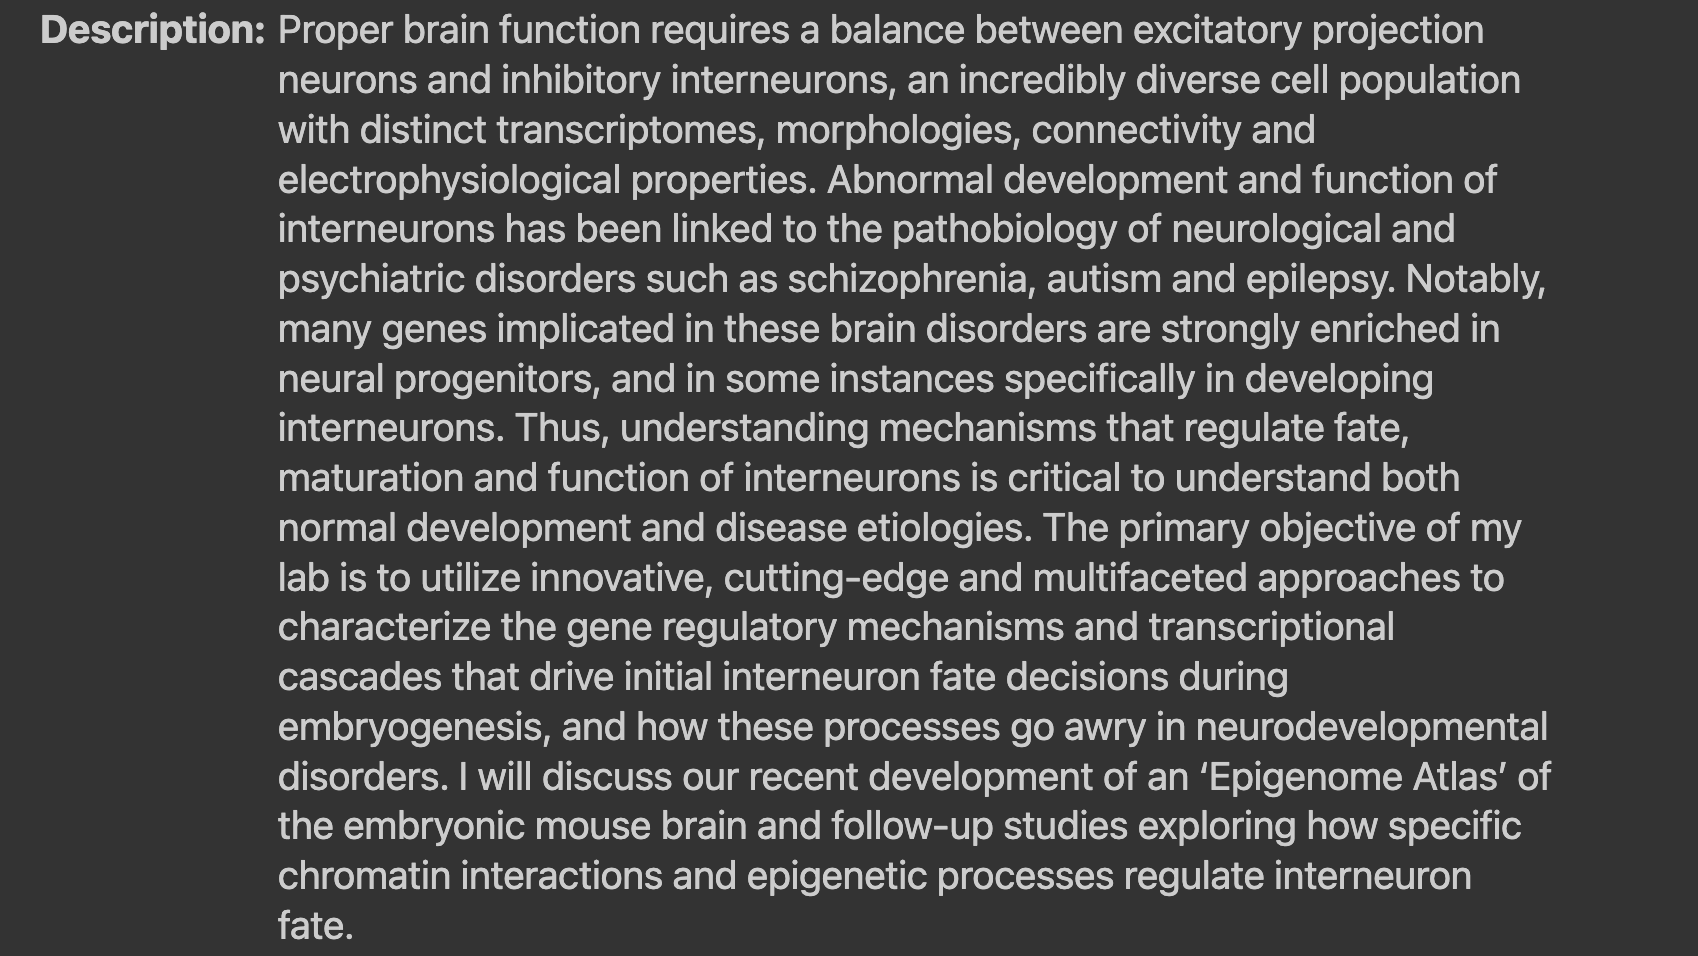 Description: Proper brain function requires a balance between excitatory projection
neurons and inhibitory interneurons, an incredibly diverse cell population
with distinct transcriptomes, morphologies, connectivity and
electrophysiological properties. Abnormal development and function of
interneurons has been linked to the pathobiology of neurological and
psychiatric disorders such as schizophrenia, autism and epilepsy. Notably,
many genes implicated in these brain disorders are strongly enriched in
neural progenitors, and in some instances specifically in developing
interneurons. Thus, understanding mechanisms that regulate fate,
maturation and function of interneurons is critical to understand both
normal development and disease etiologies. The primary objective of my
lab is to utilize innovative, cutting-edge and multifaceted approaches to
characterize the gene regulatory mechanisms and transcriptional
cascades that drive initial interneuron fate decisions during
embryogenesis, and how these processes go awry in neurodevelopmental
disorders. I will discuss our recent development of an ‘Epigenome Atlas’ of
the embryonic mouse brain and follow-up studies exploring how specific
chromatin interactions and epigenetic processes regulate interneuron
fate.